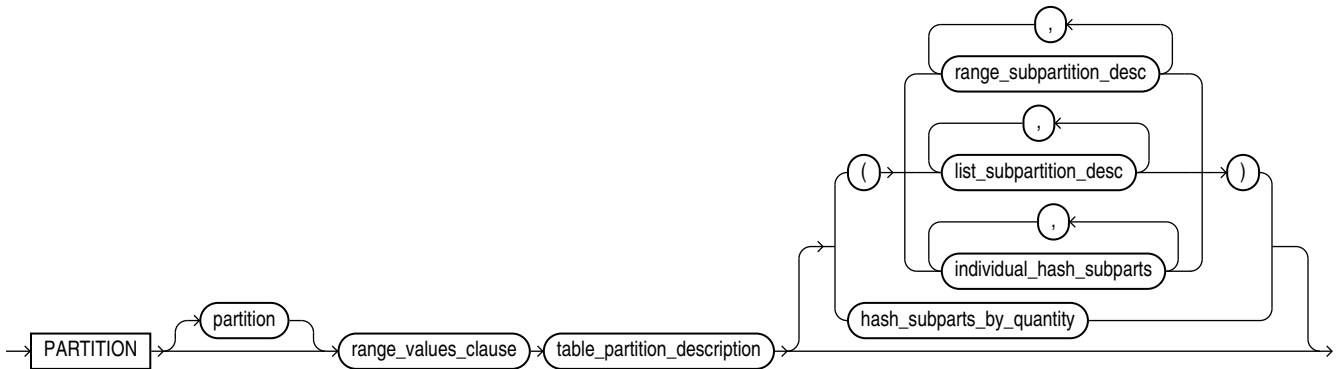 ,
range_subpartition_desc
,
( list_subpartition_desc )
,
individual_hash_subparts
partition hash_subparts_by_quantity
PARTITION range_values_clause table_partition_description